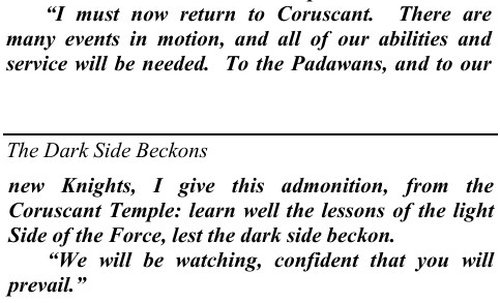 “I must now return to Coruscant. There are
many events in motion, and all of our abilities and
service will be needed. To the Padawans, and to our
The Dark Side Beckons
new Knights, I give this admonition, from the
Coruscant Temple: learn well the lessons of the light
Side of the Force, lest the dark side beckon.
“We will be watching, confident that you will
prevail.”